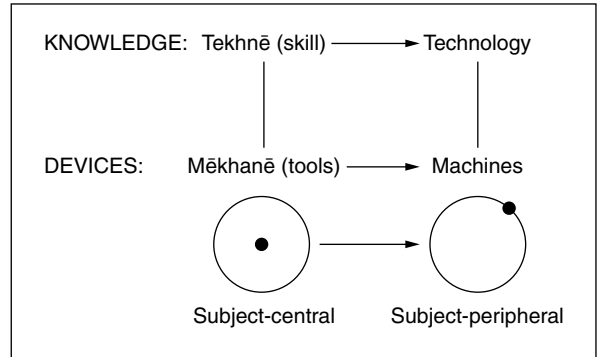 KNOWLEDGE: Tekhnē (skill) Technology
DEVICES: Mēkhanē (tools) Machines
Subject-central Subject-peripheral